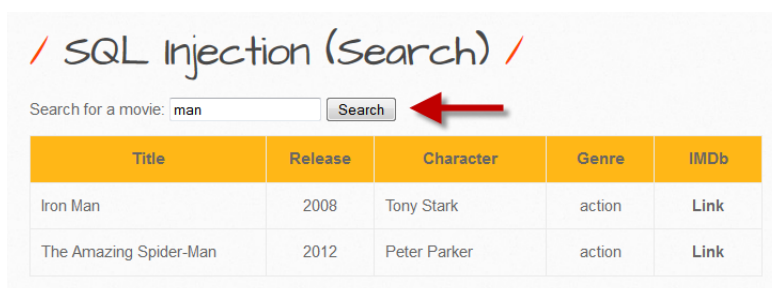 / SQL Injection (Search) /
Search for a movie: man Search
Title Release Character Genre IMDb
Iron Man 2008 Tony Stark action Link
The Amazing Spider-Man 2012 Peter Parker action Link